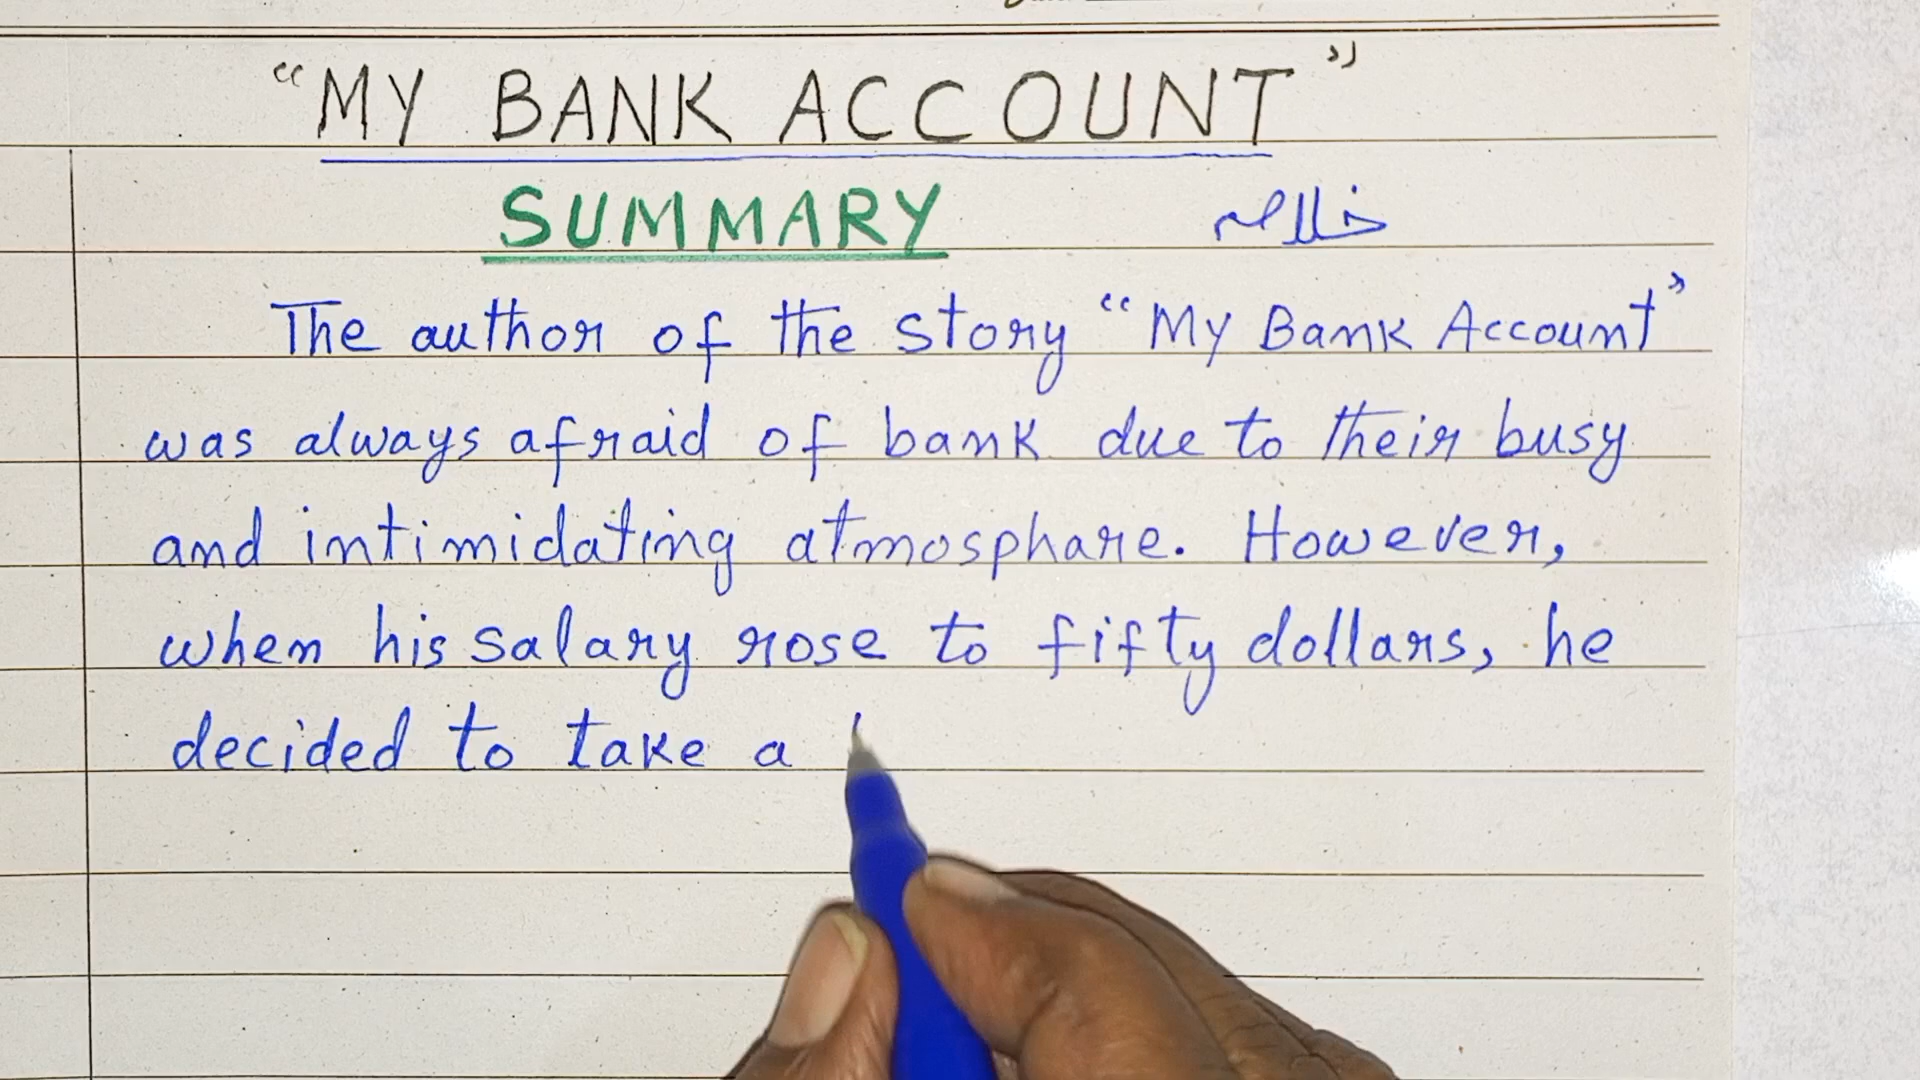 “MY BANK ACCOUNT”
SUMMARY خلاصہ
The author of the story “My Bank Account”
was always afraid of bank due to their busy
and intimidating atmosphare. However,
when his salary rose to fifty dollars, he
decided to take a